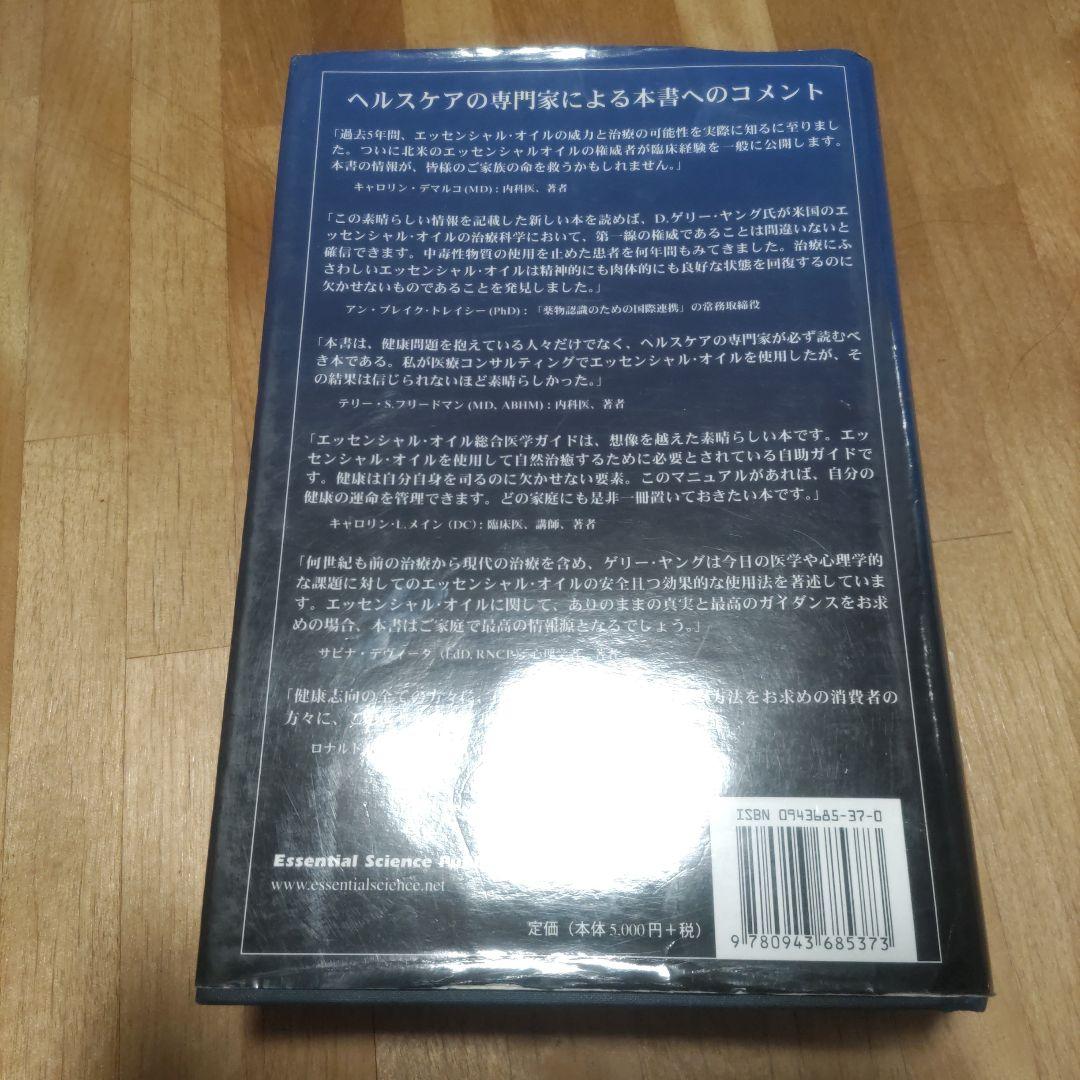 ヘルスケアの専門家による本書へのコメント
「過去5年間、エッセンシャル・オイルの威力と治療の可能性を実際に知るに至りまし
た。ついに北米のエッセンシャルオイルの権威者が臨床経験を一般に公開します。
本書の情報が、皆様のご家族の命を救うかもしれません。」
キャロリン・デマルコ(MD):内科医、著者
「この素晴らしい情報を記載した新しい本を読めば、D.ゲリー・ヤング氏が米国のエ
ッセンシャル・オイルの治療科学において、第一線の権威であることは間違いないと
確信できます。中毒性物質の使用を止めた患者を何年間もみてきました。治療にふ
さわしいエッセンシャル・オイルは精神的にも肉体的にも良好な状態を回復するのに
欠かせないものであることを発見しました。」
アン・ブレイク・トレイシー(PhD):「薬物認識のための国際連携」の常務取締役
「本書は、健康問題を抱えている人々だけでなく、ヘルスケアの専門家が必ず読むべ
き本である。私が医療コンサルティングでエッセンシャル・オイルを使用したが、そ
の結果は信じられないほど素晴らしかった。」
テリー・S.フリードマン(MD、ABHM):内科医、著者
「エッセンシャル・オイル総合医学ガイドは、想像を越えた素晴らしい本です。エッ
センシャル・オイルを使用して自然治癒するために必要とされている自助ガイドで
す。健康は自分自身を司るのに欠かせない要素。このマニュアルがあれば、自分の
健康の運命を管理できます。どの家庭にも是非一冊置いておきたい本です。」
キャロリン・L.メイン(DC):臨床医、講師、著者
「何世紀も前の治療から現代の治療を含め、ゲリー・ヤングは今日の医学や心理学的
な課題に対してのエッセンシャル・オイルの安全且つ効果的な使用法を著述していま
す。エッセンシャル・オイルに関して、ありのままの真実と最高のガイダンスをお求
めの場合、本書はご家庭で最高の情報源となるでしょう。」
サビナ・デヴィータ(EdD, RNCP):心理学者、著者
「健康志向の全ての方々に、 方法をお求めの消費者の
方々に、
ロナルド
ISBN 0943685-37-0
Essential Science
www.essentialscience.net
定価(本体5,000円+税)
9 780943 685373